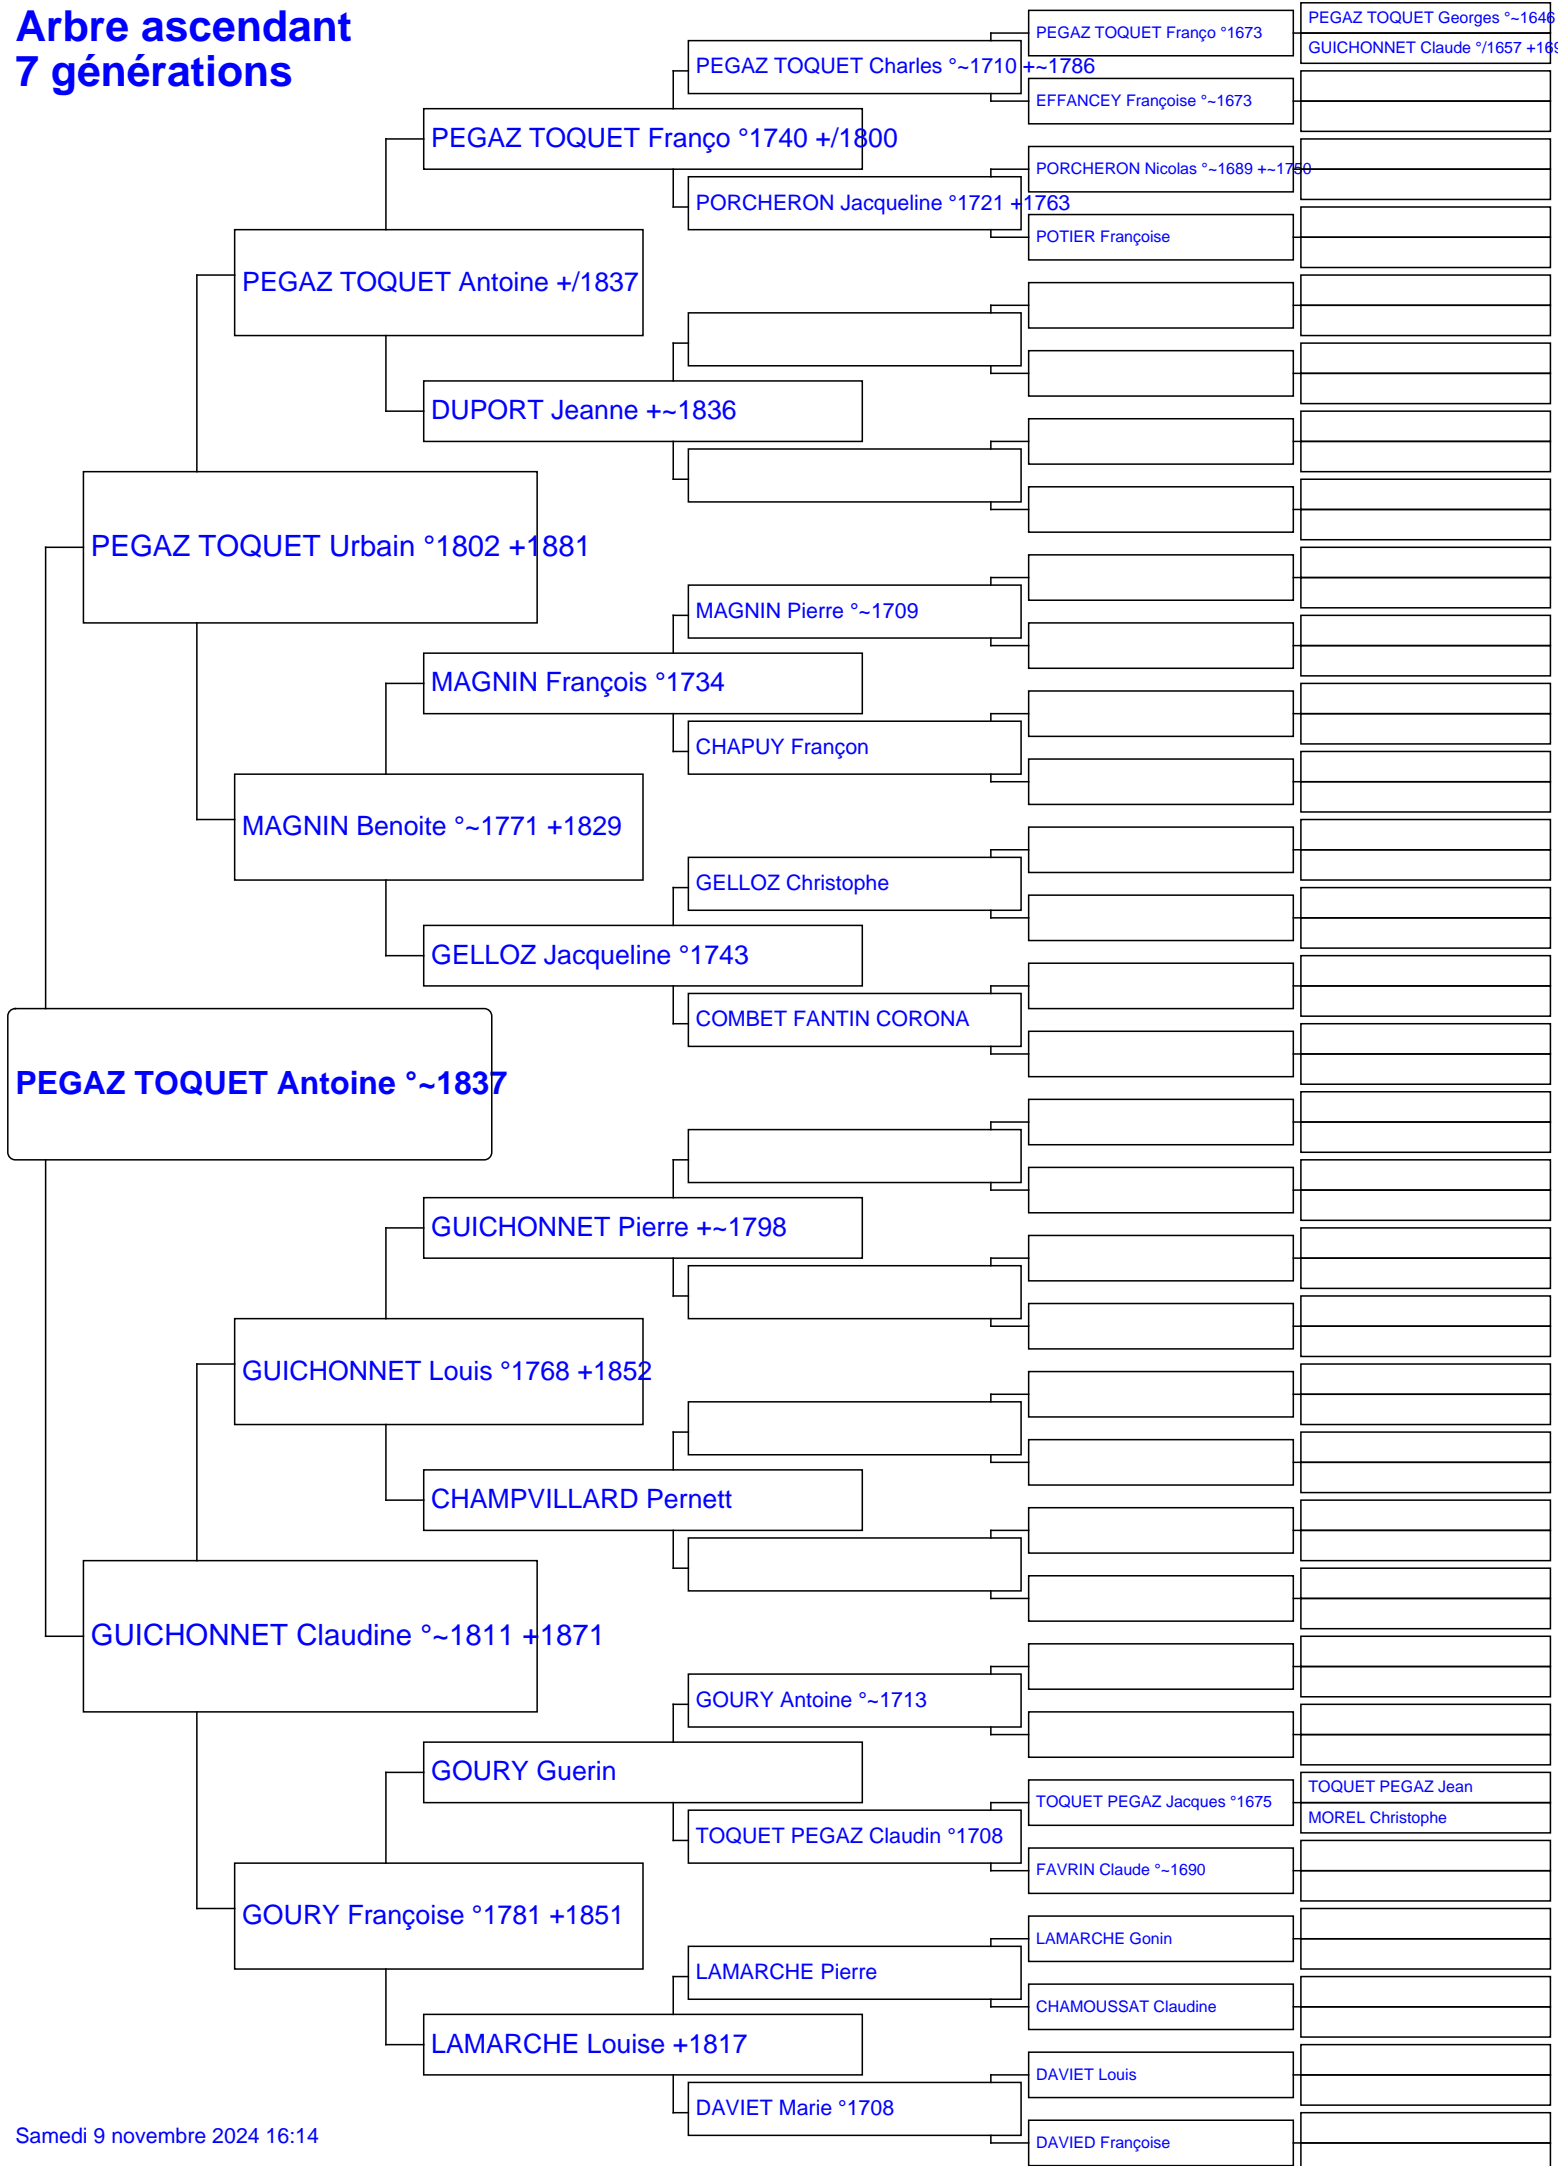 Arbre ascendant
7 générations
PEGAZ TOQUET Georges °~1646
PEGAZ TOQUET Franço °1673
GUICHONNET Claude °/1657 +169
PEGAZ TOQUET Charles °~1710 +~1786
EFFANCEY Françoise °~1673
PEGAZ TOQUET Franço °1740 +/1800
PORCHERON Nicolas °~1689 +~1750
PORCHERON Jacqueline °1721 +1763
POTIER Françoise
PEGAZ TOQUET Antoine +/1837
DUPORT Jeanne +~1836
PEGAZ TOQUET Urbain °1802 +1881
MAGNIN Pierre °~1709
MAGNIN François °1734
CHAPUY Françon
MAGNIN Benoite °~1771 +1829
GELLOZ Christophe
GELLOZ Jacqueline °1743
COMBET FANTIN CORONA
PEGAZ TOQUET Antoine °~1837
GUICHONNET Pierre +~1798
GUICHONNET Louis °1768 +1852
CHAMPVILLARD Pernett
GUICHONNET Claudine °~1811 +1871
GOURY Antoine °~1713
GOURY Guerin
TOQUET PEGAZ Jean
TOQUET PEGAZ Jacques °1675
MOREL Christophe
TOQUET PEGAZ Claudin °1708
FAVRIN Claude °~1690
GOURY Françoise °1781 +1851
LAMARCHE Gonin
LAMARCHE Pierre
CHAMOUSSAT Claudine
LAMARCHE Louise +1817
DAVIET Louis
DAVIET Marie °1708
DAVIED Françoise
Samedi 9 novembre 2024 16:14